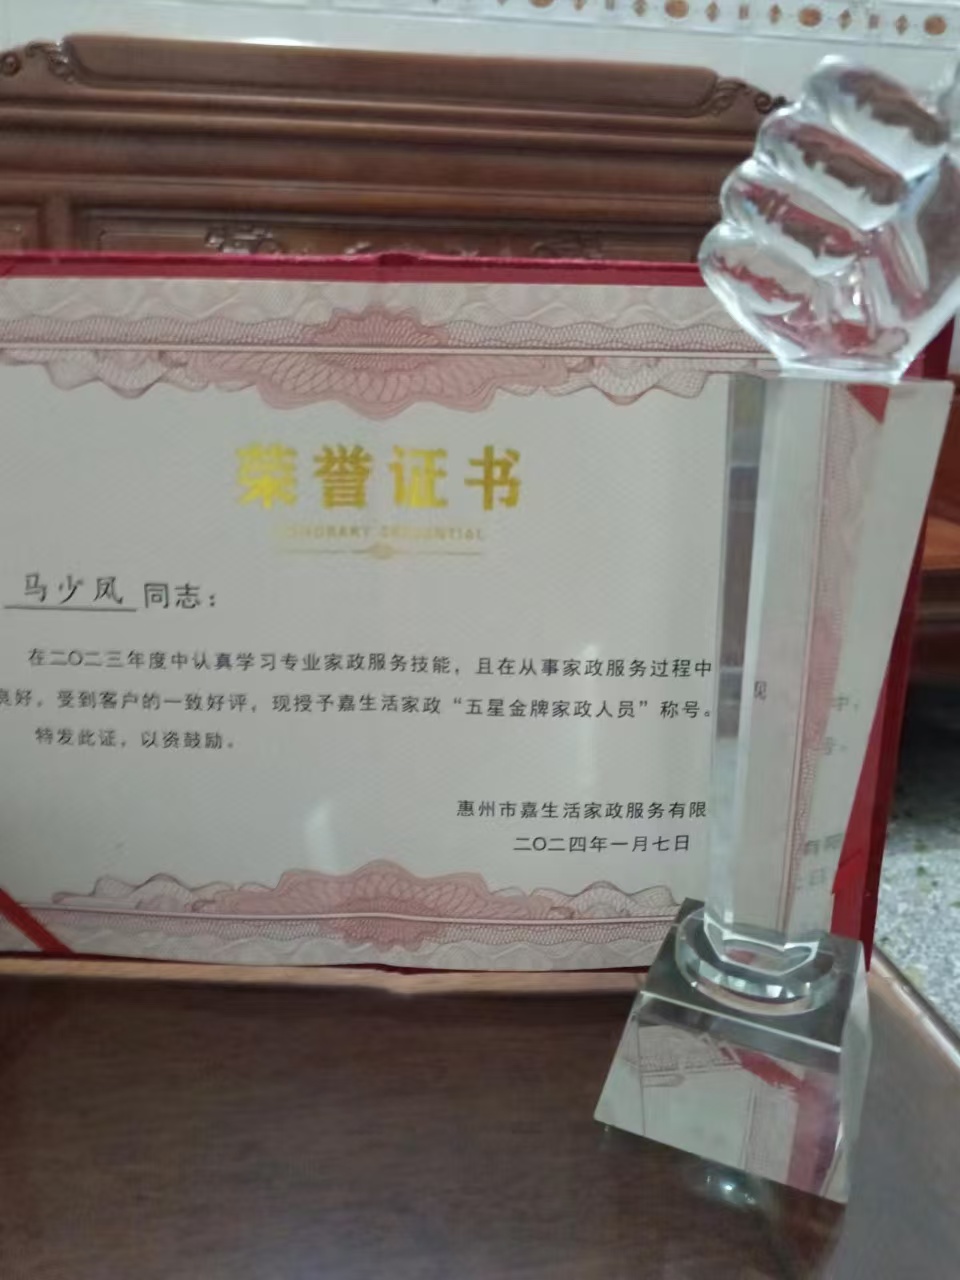 荣誉证书
HONORARY CREDENTIAL
马少凤 同志：
在二〇二三年度中认真学习专业家政服务技能，且在从事家政服务过程中
良好，受到客户的一致好评，现授予嘉生活家政“五星金牌家政人员”称号。
特发此证，以资鼓励。
惠州市嘉生活家政服务有限
二〇二四年一月七日